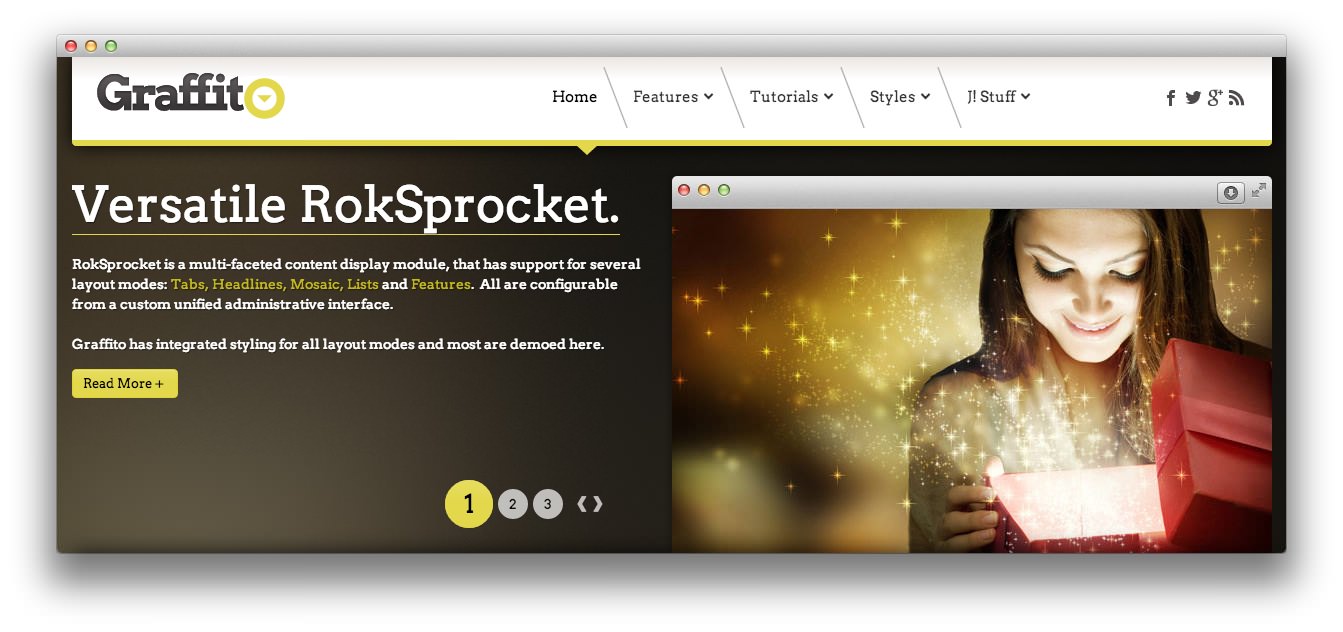 Graffito
Home Features Tutorials Styles J! Stuff
Versatile RokSprocket.
RokSprocket is a multi-faceted content display module, that has support for several
layout modes: Tabs, Headlines, Mosaic, Lists and Features. All are configurable
from a custom unified administrative interface.
Graffito has integrated styling for all layout modes and most are demoed here.
Read More +
1 2 3